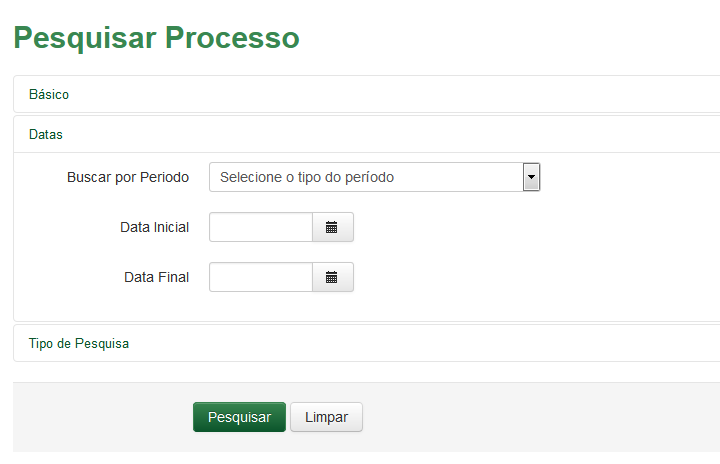 Pesquisar Processo
Básico
Datas
Buscar por Periodo Selecione o tipo do período
Data Inicial
Data Final
Tipo de Pesquisa
Pesquisar Limpar